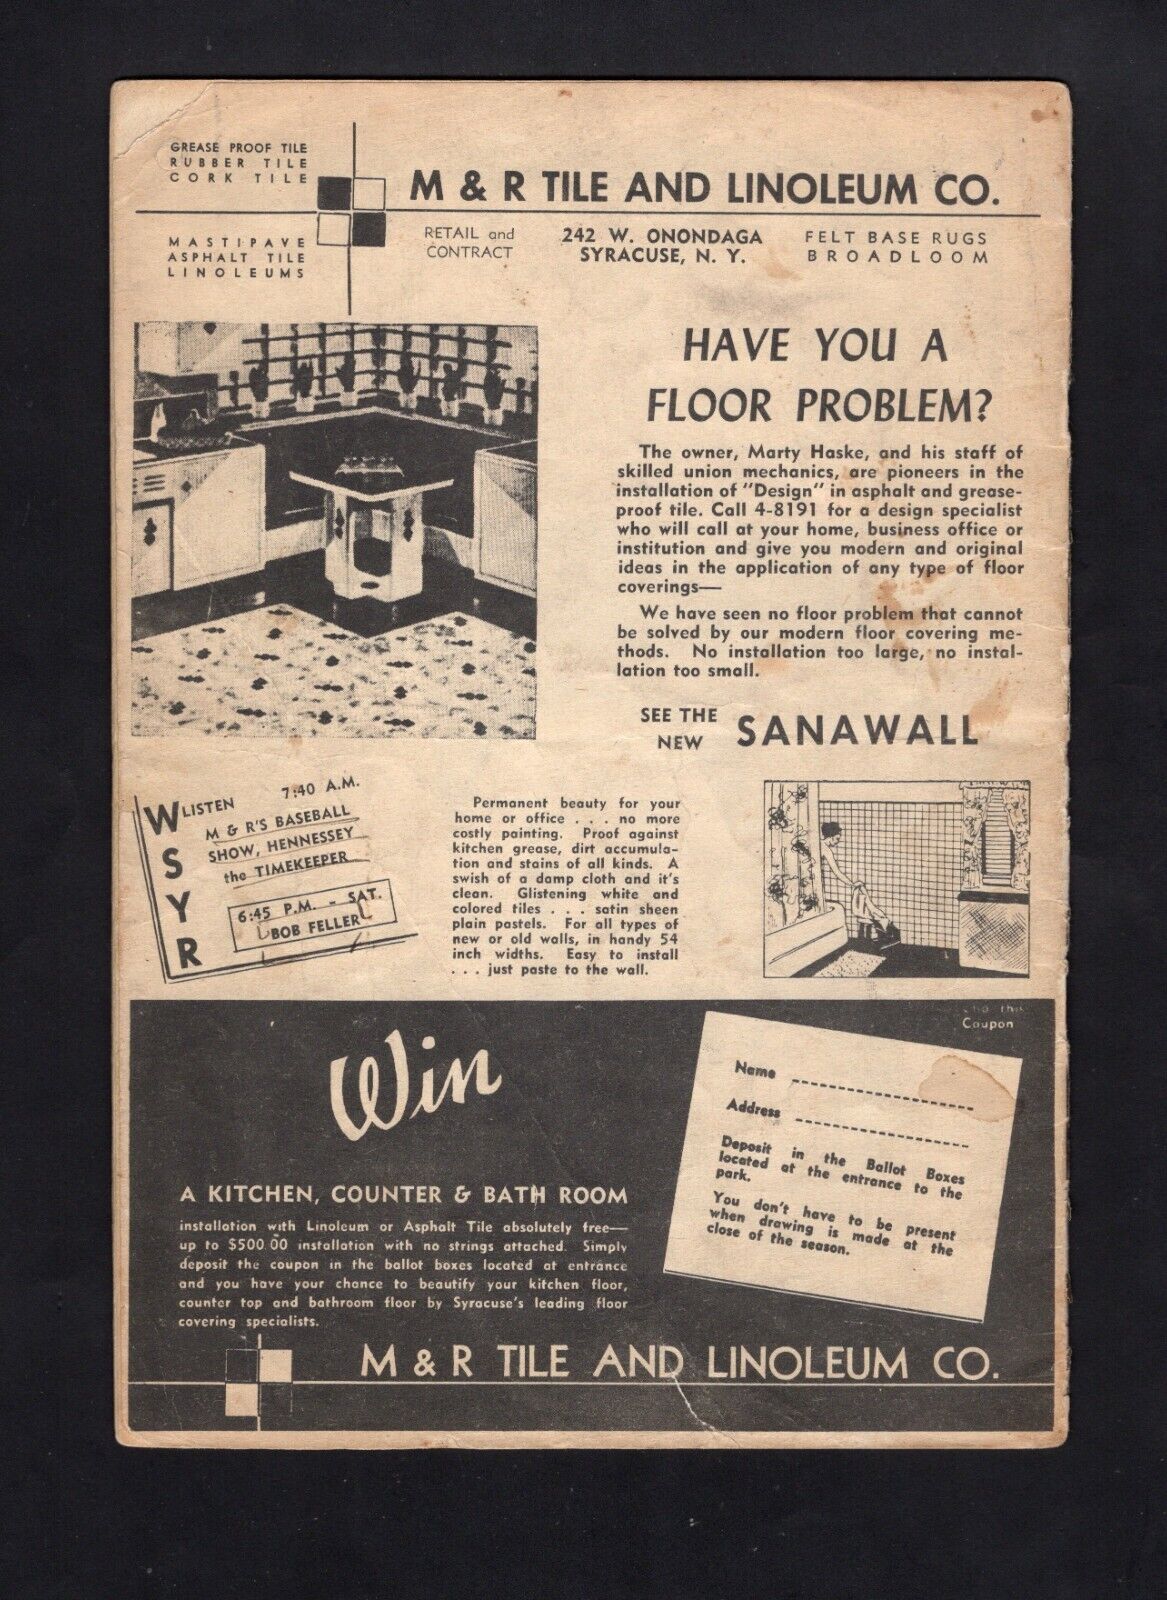 GREASE PROOF TILE
RUBBER TILE
CORK TILE
M & R TILE AND LINOLEUM CO.
MASTIPAVE
ASPHALT TILE
LINOLEUMS
RETAIL and
CONTRACT
242 W. ONONDAGA
SYRACUSE, N. Y.
FELT BASE RUGS
BROADLOOM
HAVE YOU A
FLOOR PROBLEM?
The owner, Marty Haske, and his staff of
skilled union mechanics, are pioneers in the
installation of "Design" in asphalt and grease-
proof tile. Call 4-8191 for a design specialist
who will call at your home, business office or
institution and give you modern and original
ideas in the application of any type of floor
coverings—
We have seen no floor problem that cannot
be solved by our modern floor covering me-
thods. No installation too large, no instal-
lation too small.
SEE THE
NEW
SANAWALL
WSYR
LISTEN 7:40 A.M.
M & R'S BASEBALL
SHOW, HENNESSEY
the TIMEKEEPER
6:45 P.M. - SAT.
BOB FELLER
Permanent beauty for your
home or office . . . no more
costly painting. Proof against
kitchen grease, dirt accumula-
tion and stains of all kinds. A
swish of a damp cloth and it's
clean. Glistening white and
colored tiles . . . satin sheen
plain pastels. For all types of
new or old walls, in handy 54
inch widths. Easy to install
. . . just paste to the wall.
Win
A KITCHEN, COUNTER & BATH ROOM
installation with Linoleum or Asphalt Tile absolutely free—
up to $500.00 installation with no strings attached. Simply
deposit the coupon in the ballot boxes located at entrance
and you have your chance to beautify your kitchen floor,
counter top and bathroom floor by Syracuse's leading floor
covering specialists.
this
Coupon
Name
Address
Deposit in the Ballot Boxes
located at the entrance to the
park.
You don't have to be present
when drawing is made at the
close of the season.
M & R TILE AND LINOLEUM CO.